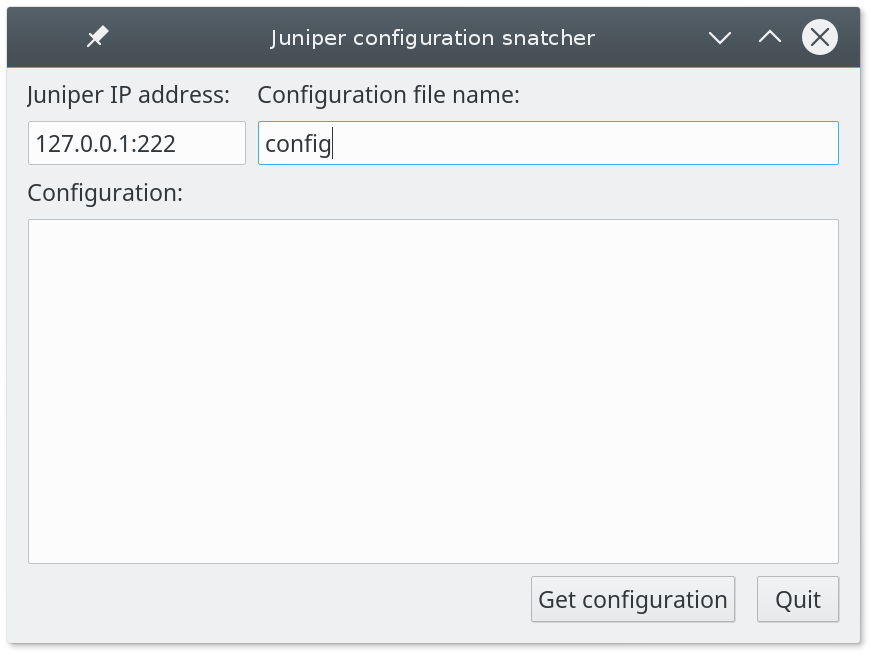 Juniper configuration snatcher
Juniper IP address: Configuration file name:
127.0.0.1:222 config
Configuration:
Get configuration Quit